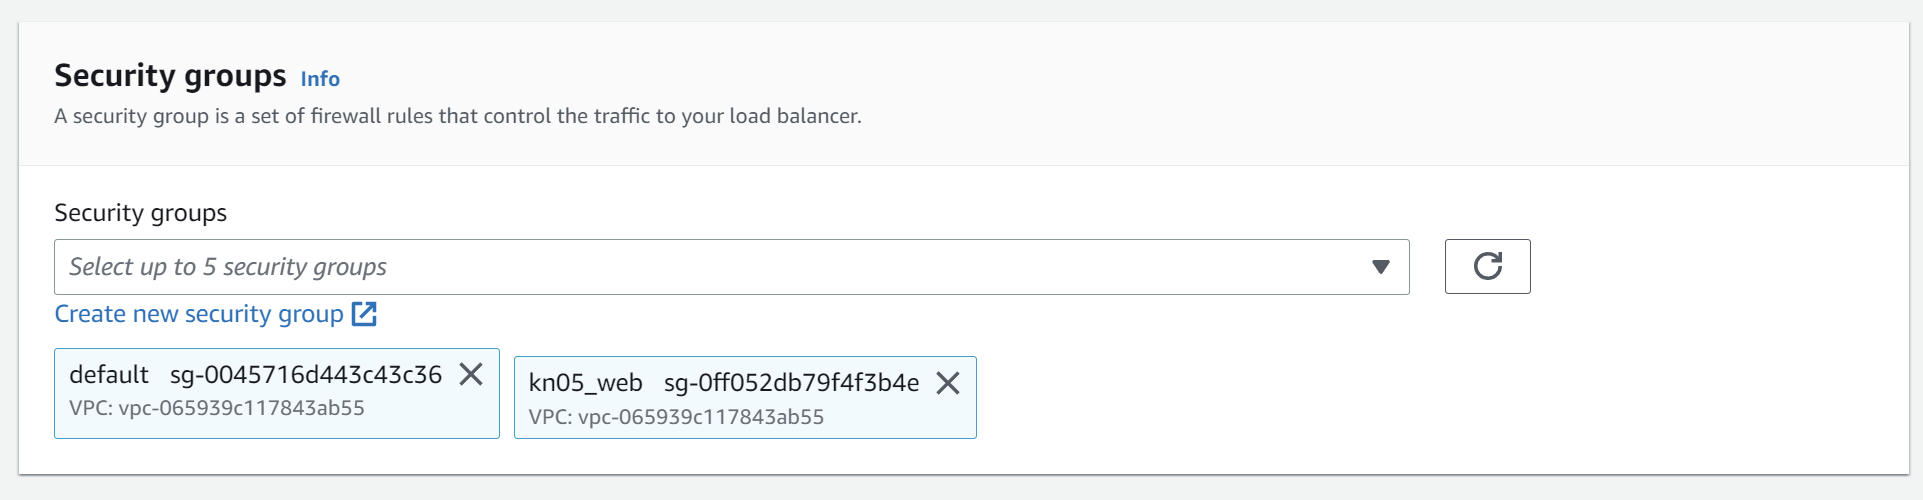 Security groups Info
A security group is a set of firewall rules that control the traffic to your load balancer.
Security groups
Select up to 5 security groups
Create new security group
default sg-0045716d443c43c36
VPC: vpc-065939c117843ab55
kn05_web sg-0ff052db79f4f3b4e
VPC: vpc-065939c117843ab55